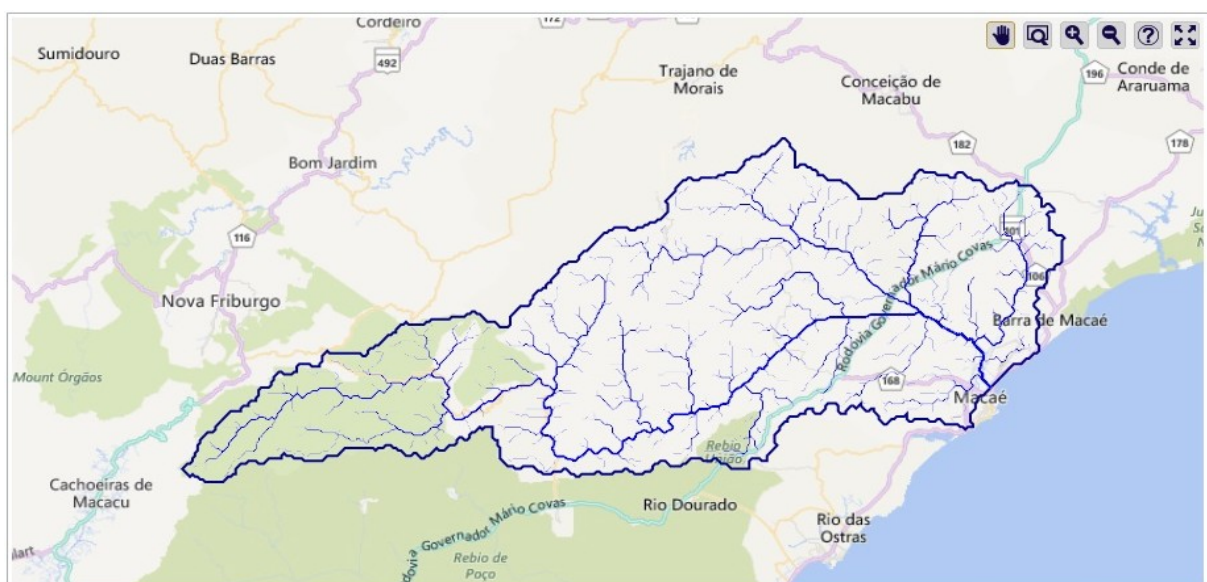 Cordeiro
172
Sumidouro
Duas Barras
492
Trajano de
Morais
Conceição de
Macabu
196
Conde de
Araruama
182
178
Bom Jardim
116
Nova Friburgo
101
106
Rodovia Governador Mário Covas
Barra de Macaé
Mount Órgãos
168
Macaé
Rebio
União
Cachoeiras de
Macacu
Rio Dourado
Rio das
Ostras
Governador Mário Covas
Rebio de
Poço